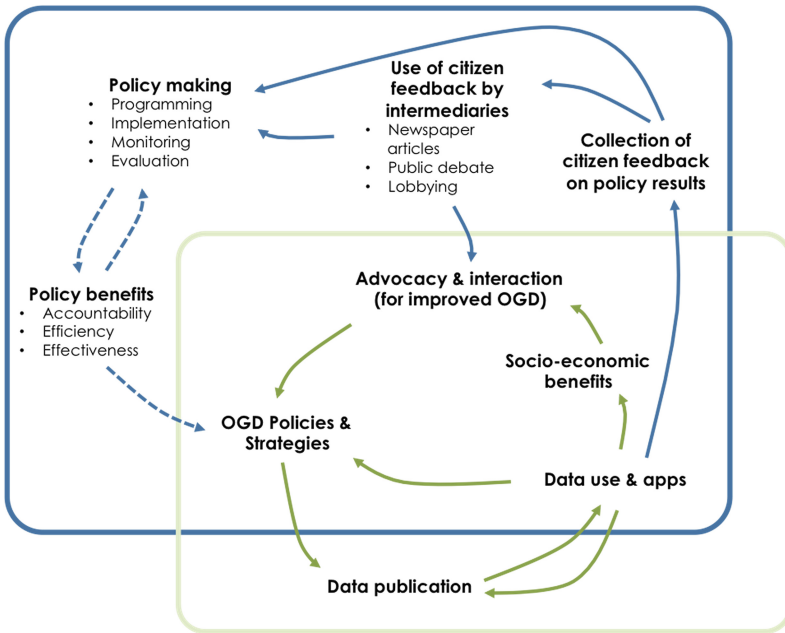 Policy making
• Programming
• Implementation
• Monitoring
• Evaluation
Use of citizen
feedback by
intermediaries
• Newspaper
articles
• Public debate
• Lobbying
Collection of
citizen feedback
on policy results
Policy benefits
• Accountability
• Efficiency
• Effectiveness
Advocacy & interaction
(for improved OGD)
Socio-economic
benefits
OGD Policies &
Strategies
Data use & apps
Data publication